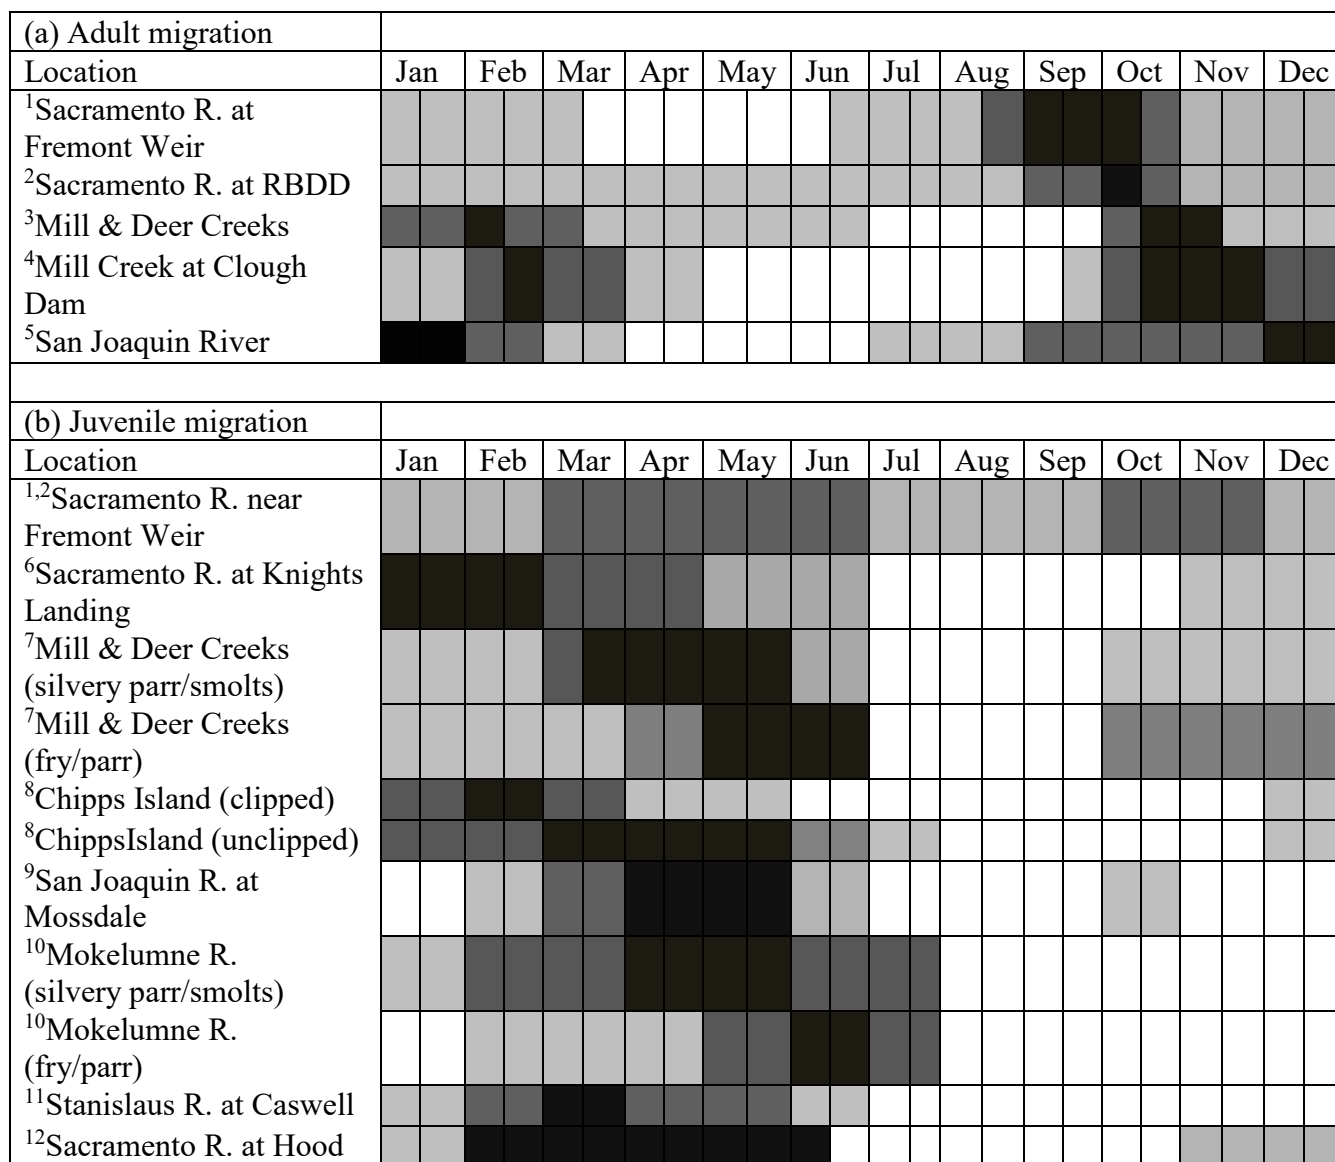 (a) Adult migration
Location Jan Feb Mar Apr May Jun Jul Aug Sep Oct Nov Dec
1Sacramento R. at
Fremont Weir
2Sacramento R. at RBDD
3Mill & Deer Creeks
4Mill Creek at Clough
Dam
5San Joaquin River
(b) Juvenile migration
Location Jan Feb Mar Apr May Jun Jul Aug Sep Oct Nov Dec
1,2Sacramento R. near
Fremont Weir
6Sacramento R. at Knights
Landing
7Mill & Deer Creeks
(silvery parr/smolts)
7Mill & Deer Creeks
(fry/parr)
8Chipps Island (clipped)
8ChippsIsland (unclipped)
9San Joaquin R. at
Mossdale
10Mokelumne R.
(silvery parr/smolts)
10Mokelumne R.
(fry/parr)
11Stanislaus R. at Caswell
12Sacramento R. at Hood